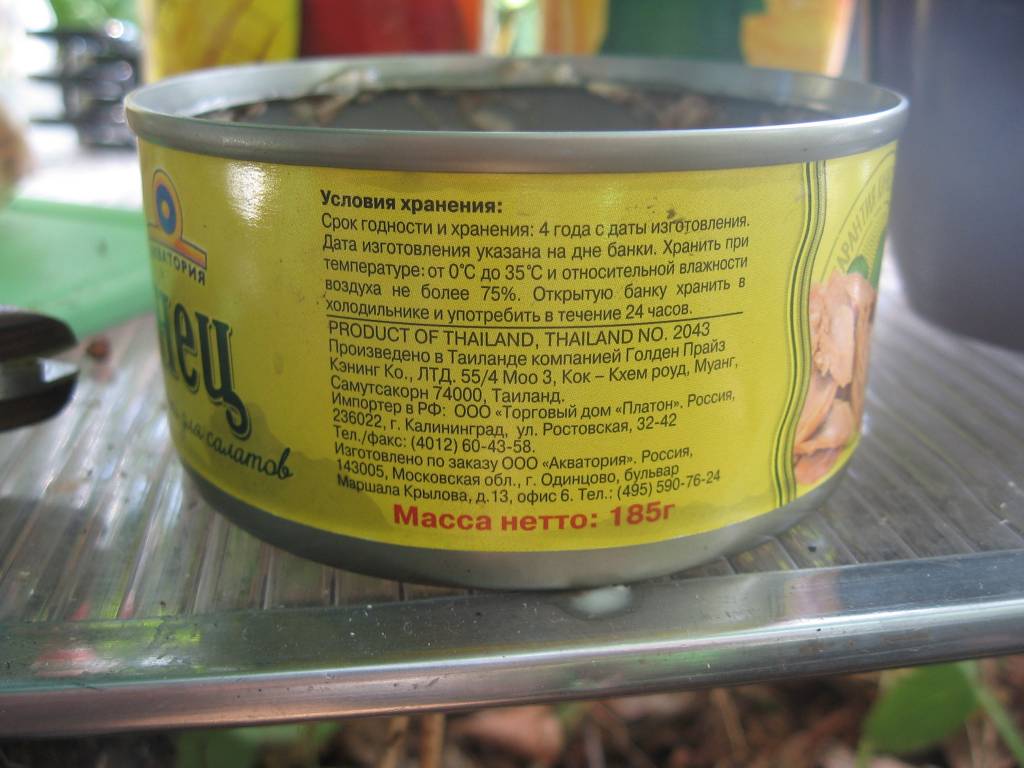 Условия хранения:
Срок годности и хранения: 4 года с даты изготовления.
Дата изготовления указана на дне банки. Хранить при
температуре: от 0°С до 35°С и относительной влажности
воздуха не более 75%. Открытую банку хранить в
холодильнике и употребить в течение 24 часов.
PRODUCT OF THAILAND, THAILAND NO. 2043
Произведено в Таиланде компанией Голден Прайз
Кэнинг Ко., ЛТД. 55/4 Моо 3, Кок – Кхем роуд, Муанг,
Самутсакорн 74000, Таиланд.
Импортер в РФ: ООО «Торговый дом «Платон». Россия,
236022, г. Калининград, ул. Ростовская, 32-42
Тел./факс: (4012) 60-43-58.
Изготовлено по заказу ООО «Акватория». Россия,
143005, Московская обл., г. Одинцово, бульвар
Маршала Крылова, д.13, офис 6. Тел.: (495) 590-76-24
Масса нетто: 185г
ВАТОРИЯ
нец
для салатов